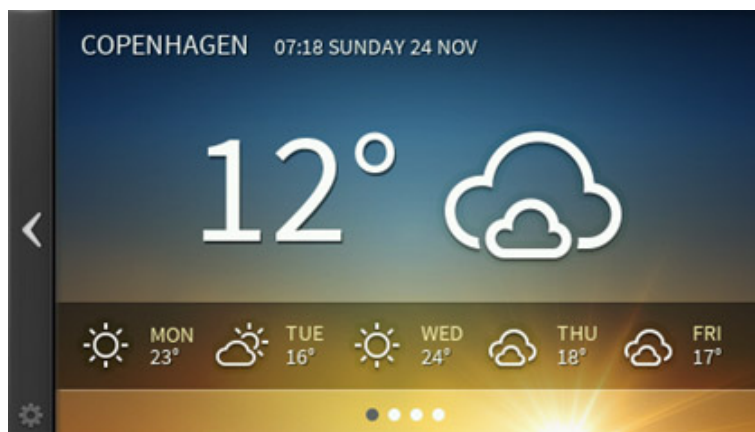 COPENHAGEN 07:18 SUNDAY 24 NOV
12°
MON TUE WED THU FRI
23° 16° 24° 18° 17°